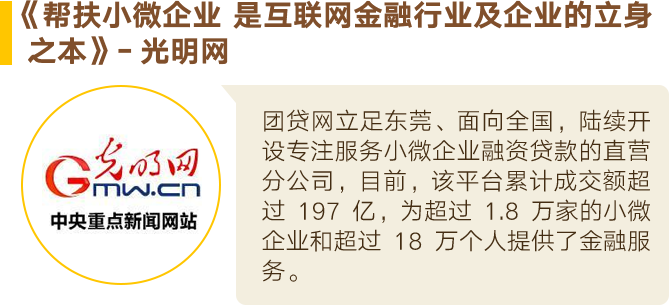 《帮扶小微企业 是互联网金融行业及企业的立身
之本》- 光明网
光明网
GMW.CN
中央重点新闻网站
团贷网立足东莞、面向全国，陆续开
设专注服务小微企业融资贷款的直营
分公司，目前，该平台累计成交额超
过 197 亿，为超过 1.8 万家的小微
企业和超过 18 万个人提供了金融服
务。